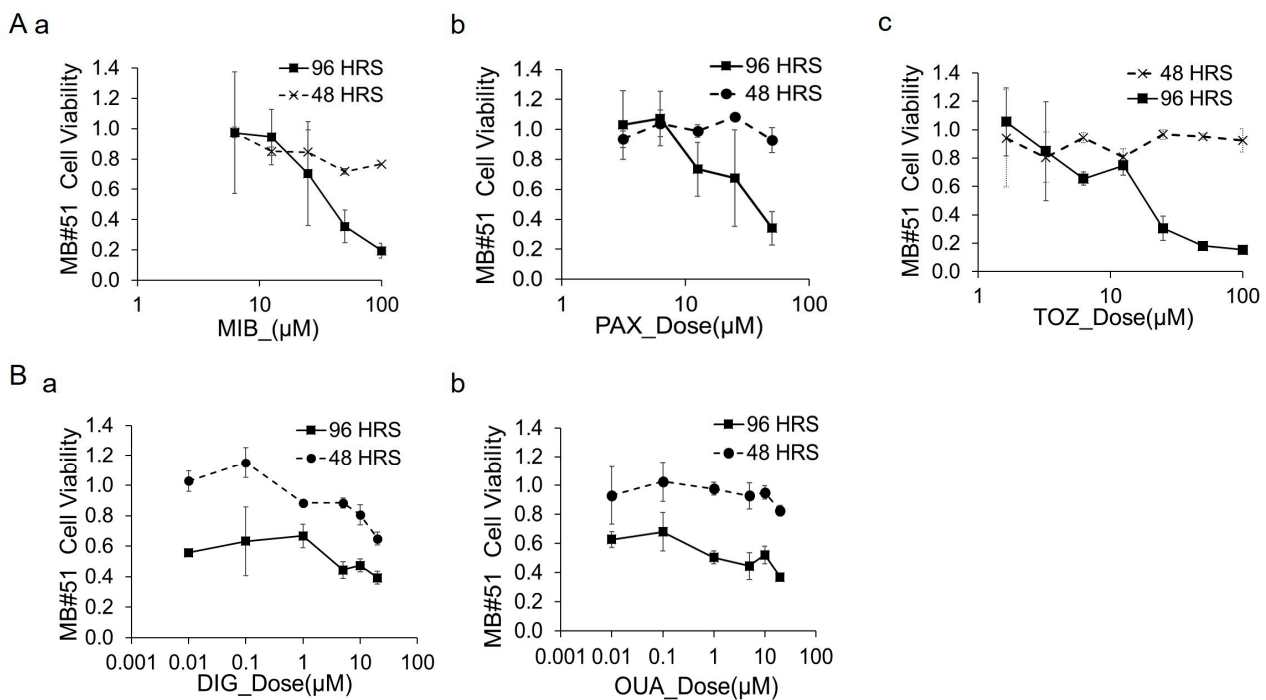 A a
MB#51 Cell Viability
1.4
1.2
1.0
0.8
0.6
0.4
0.2
0.0
96 HRS
48 HRS
1 10 100
MIB_(µM)
b
MB#51 Cell Viability
1.4
1.2
1.0
0.8
0.6
0.4
0.2
0.0
96 HRS
48 HRS
1 10 100
PAX_Dose(µM)
c
MB#51 Cell Viability
1.4
1.2
1.0
0.8
0.6
0.4
0.2
0.0
48 HRS
96 HRS
1 10 100
TOZ_Dose(µM)
B a
MB#51 Cell Viability
1.4
1.2
1.0
0.8
0.6
0.4
0.2
0.0
96 HRS
48 HRS
0.001 0.01 0.1 1 10 100
DIG_Dose(µM)
b
MB#51 Cell Viability
1.4
1.2
1.0
0.8
0.6
0.4
0.2
0.0
96 HRS
48 HRS
0.001 0.01 0.1 1 10 100
OUA_Dose(µM)